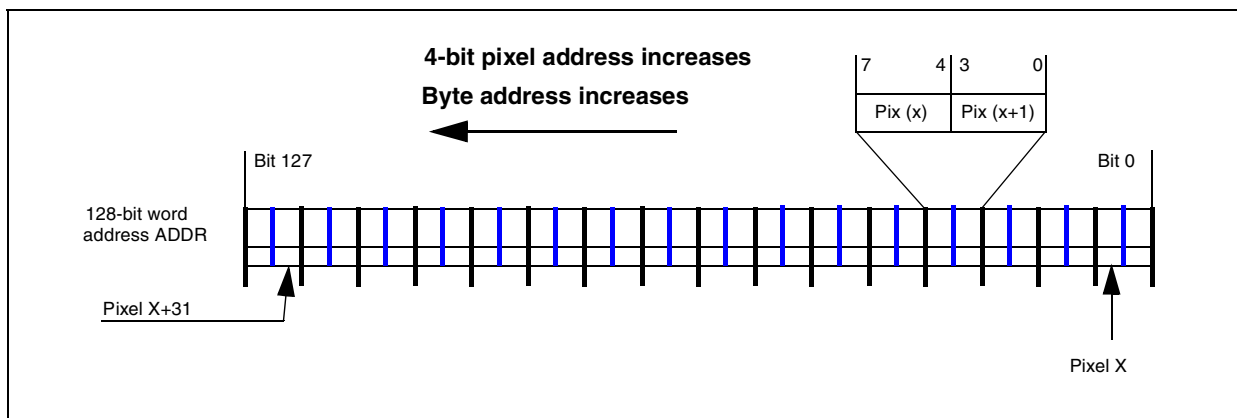 4-bit pixel address increases
Byte address increases
7 4 3 0
Pix (x) Pix (x+1)
Bit 127
Bit 0
128-bit word
address ADDR
Pixel X+31
Pixel X